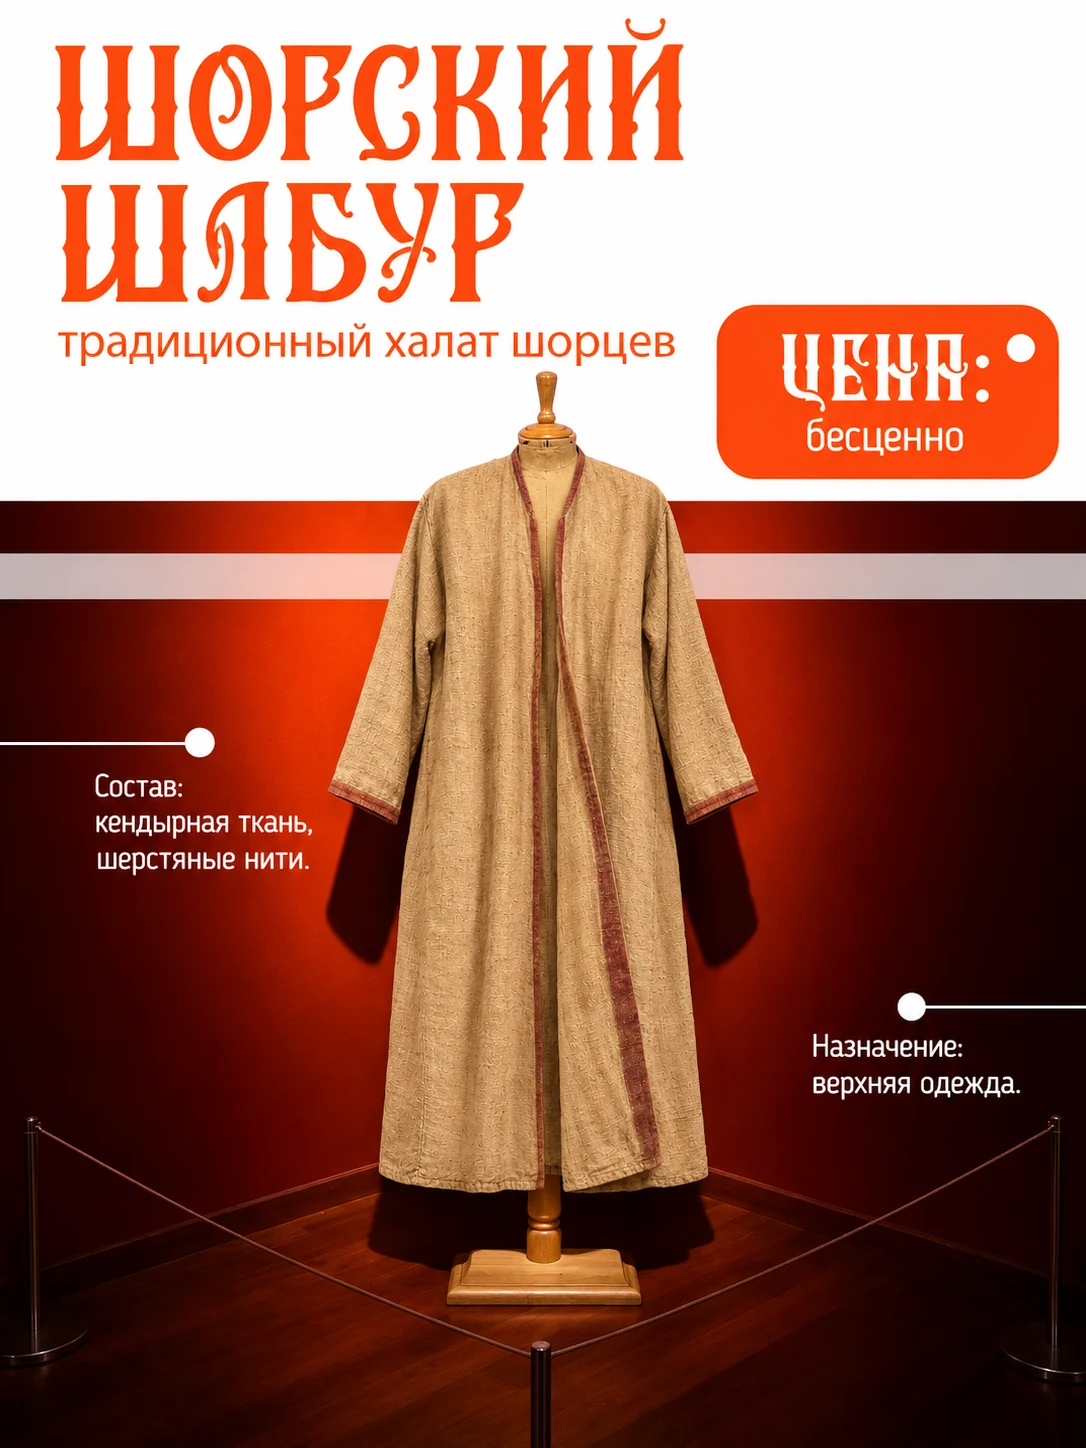 ШОРСКИЙ
ШАБУР
традиционный халат шорцев
ЦЕНА:
бесценно
Состав:
кендырная ткань,
шерстяные нити.
Назначение:
верхняя одежда.